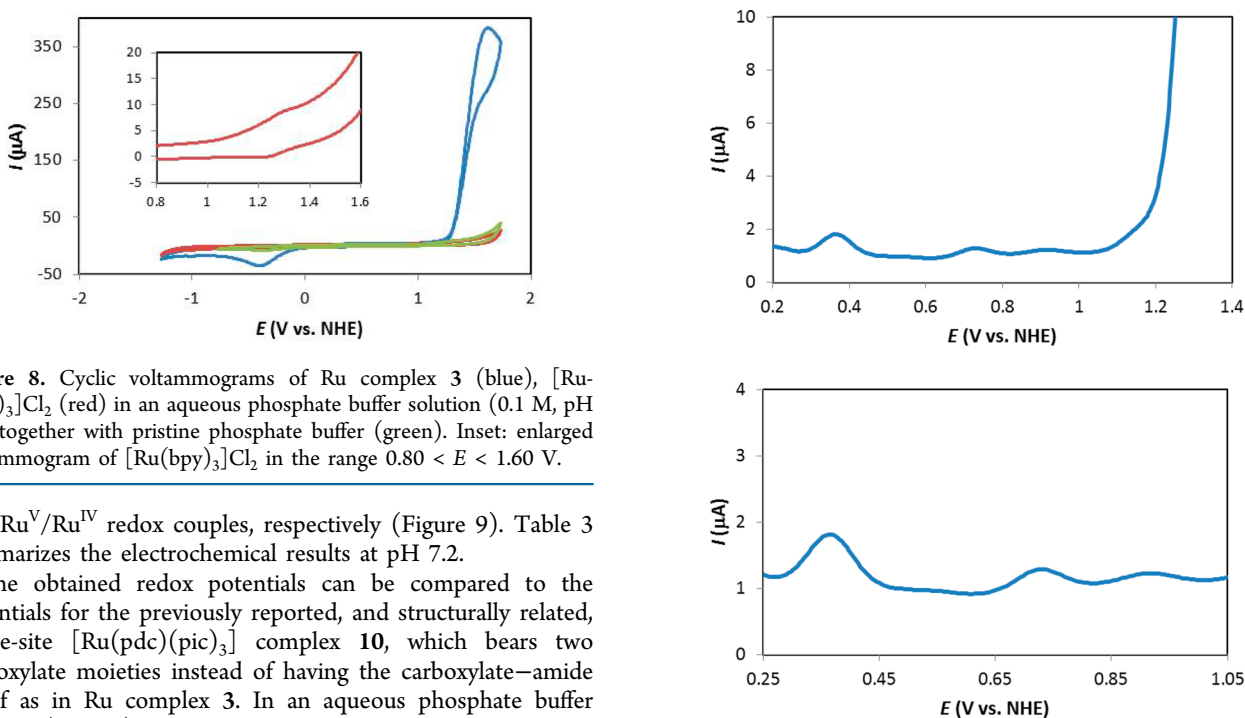 350
250
150
50
-50
I (μA)
20
15
10
5
0
-5
0.8 1 1.2 1.4 1.6
-2 -1 0 1 2
E (V vs. NHE)
re 8. Cyclic voltammograms of Ru complex 3 (blue), [Ru-
)₃]Cl₂ (red) in an aqueous phosphate buffer solution (0.1 M, pH
together with pristine phosphate buffer (green). Inset: enlarged
ammogram of [Ru(bpy)₃]Cl₂ in the range 0.80 < E < 1.60 V.
Ru^V/Ru^IV redox couples, respectively (Figure 9). Table 3
marizes the electrochemical results at pH 7.2.
he obtained redox potentials can be compared to the
ntials for the previously reported, and structurally related,
e-site [Ru(pdc)(pic)₃] complex 10, which bears two
oxylate moieties instead of having the carboxylate−amide
f as in Ru complex 3. In an aqueous phosphate buffer
10
8
6
4
2
0
I (μA)
0.2 0.4 0.6 0.8 1 1.2 1.4
E (V vs. NHE)
4
3
2
1
0
I (μA)
0.25 0.45 0.65 0.85 1.05
E (V vs. NHE)